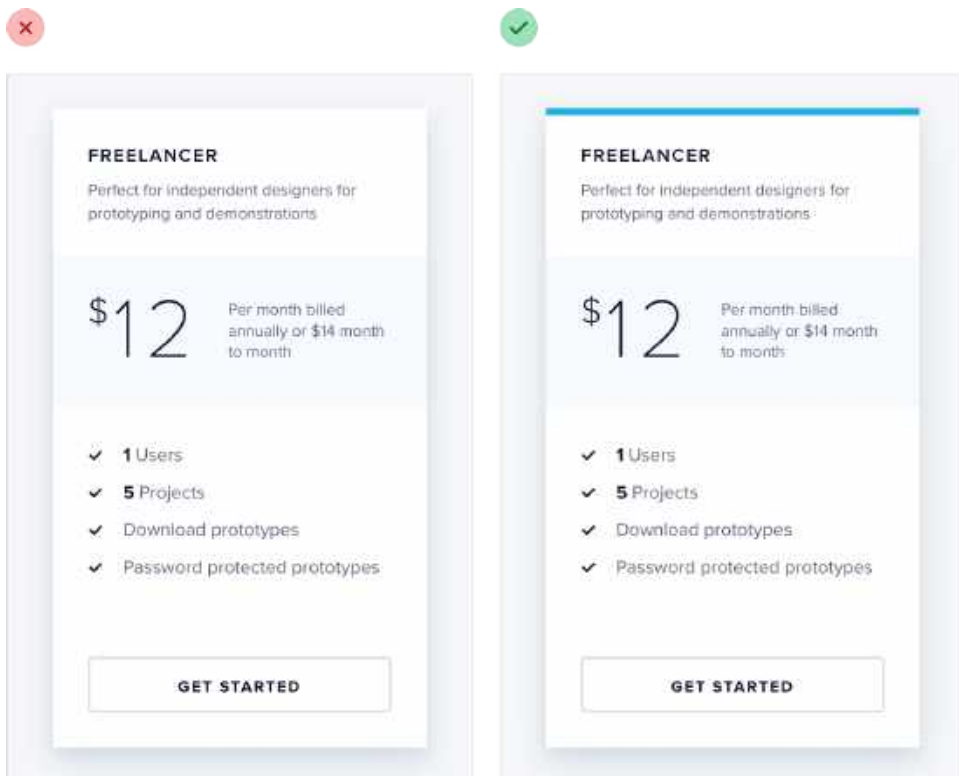 FREELANCER
Perfect for independent designers for
prototyping and demonstrations
$12
Per month billed
annually or $14 month
to month
1 Users
5 Projects
Download prototypes
Password protected prototypes
GET STARTED
FREELANCER
Perfect for independent designers for
prototyping and demonstrations
$12
Per month billed
annually or $14 month
to month
1 Users
5 Projects
Download prototypes
Password protected prototypes
GET STARTED